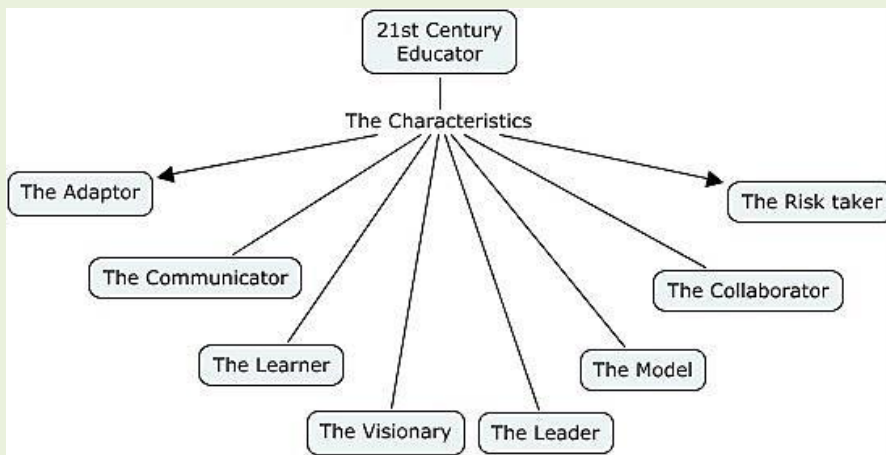 21st Century
Educator
The Characteristics
The Adaptor
The Risk taker
The Communicator
The Collaborator
The Learner
The Model
The Visionary
The Leader